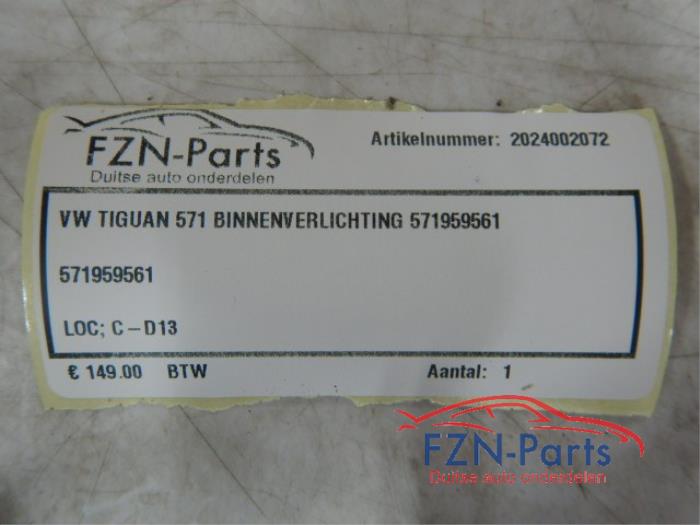 FZN-Parts
Duitse auto onderdelen
Artikelnummer: 2024002072
VW TIGUAN 571 BINNENVERLICHTING 571959561
571959561
LOC; C-D13
€ 149.00 BTW
Aantal: 1
FZN-Parts
Duitse auto onderdelen